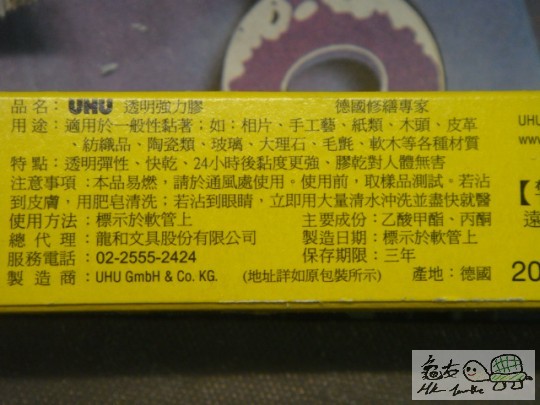 品名：UHU 透明強力膠 德國修繕專家
用途：適用於一般性黏著；如：相片、手工藝、紙類、木頭、皮革
、紡織品、陶瓷類、玻璃、大理石、毛氈、軟木等各種材質
特點：透明彈性、快乾、24小時後黏度更強、膠乾對人體無害
注意事項：本品易燃，請於通風處使用。使用前，取樣品測試。若沾
到皮膚，用肥皂清洗；若沾到眼睛，立即用大量清水沖洗並盡快就醫
使用方法：標示於軟管上 主要成份：乙酸甲酯、丙酮
總代理：龍和文具股份有限公司 製造日期：標示於軟管上
服務電話：02-2555-2424 保存期限：三年
製造商：UHU GmbH & Co. KG. (地址詳如原包裝所示) 產地：德國
UHU
www.
【
遠
20
龜友